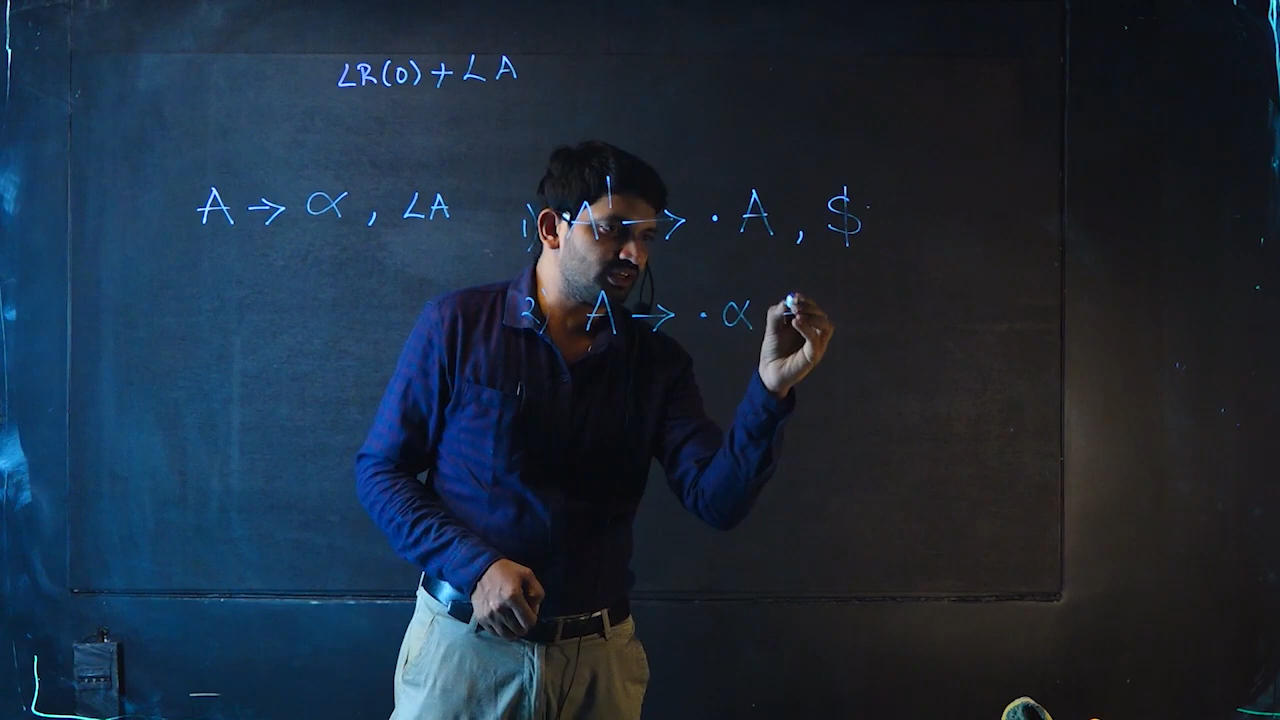 LR(0) + LA
A → α , LA
1) A' → · A , $
2) A → · α